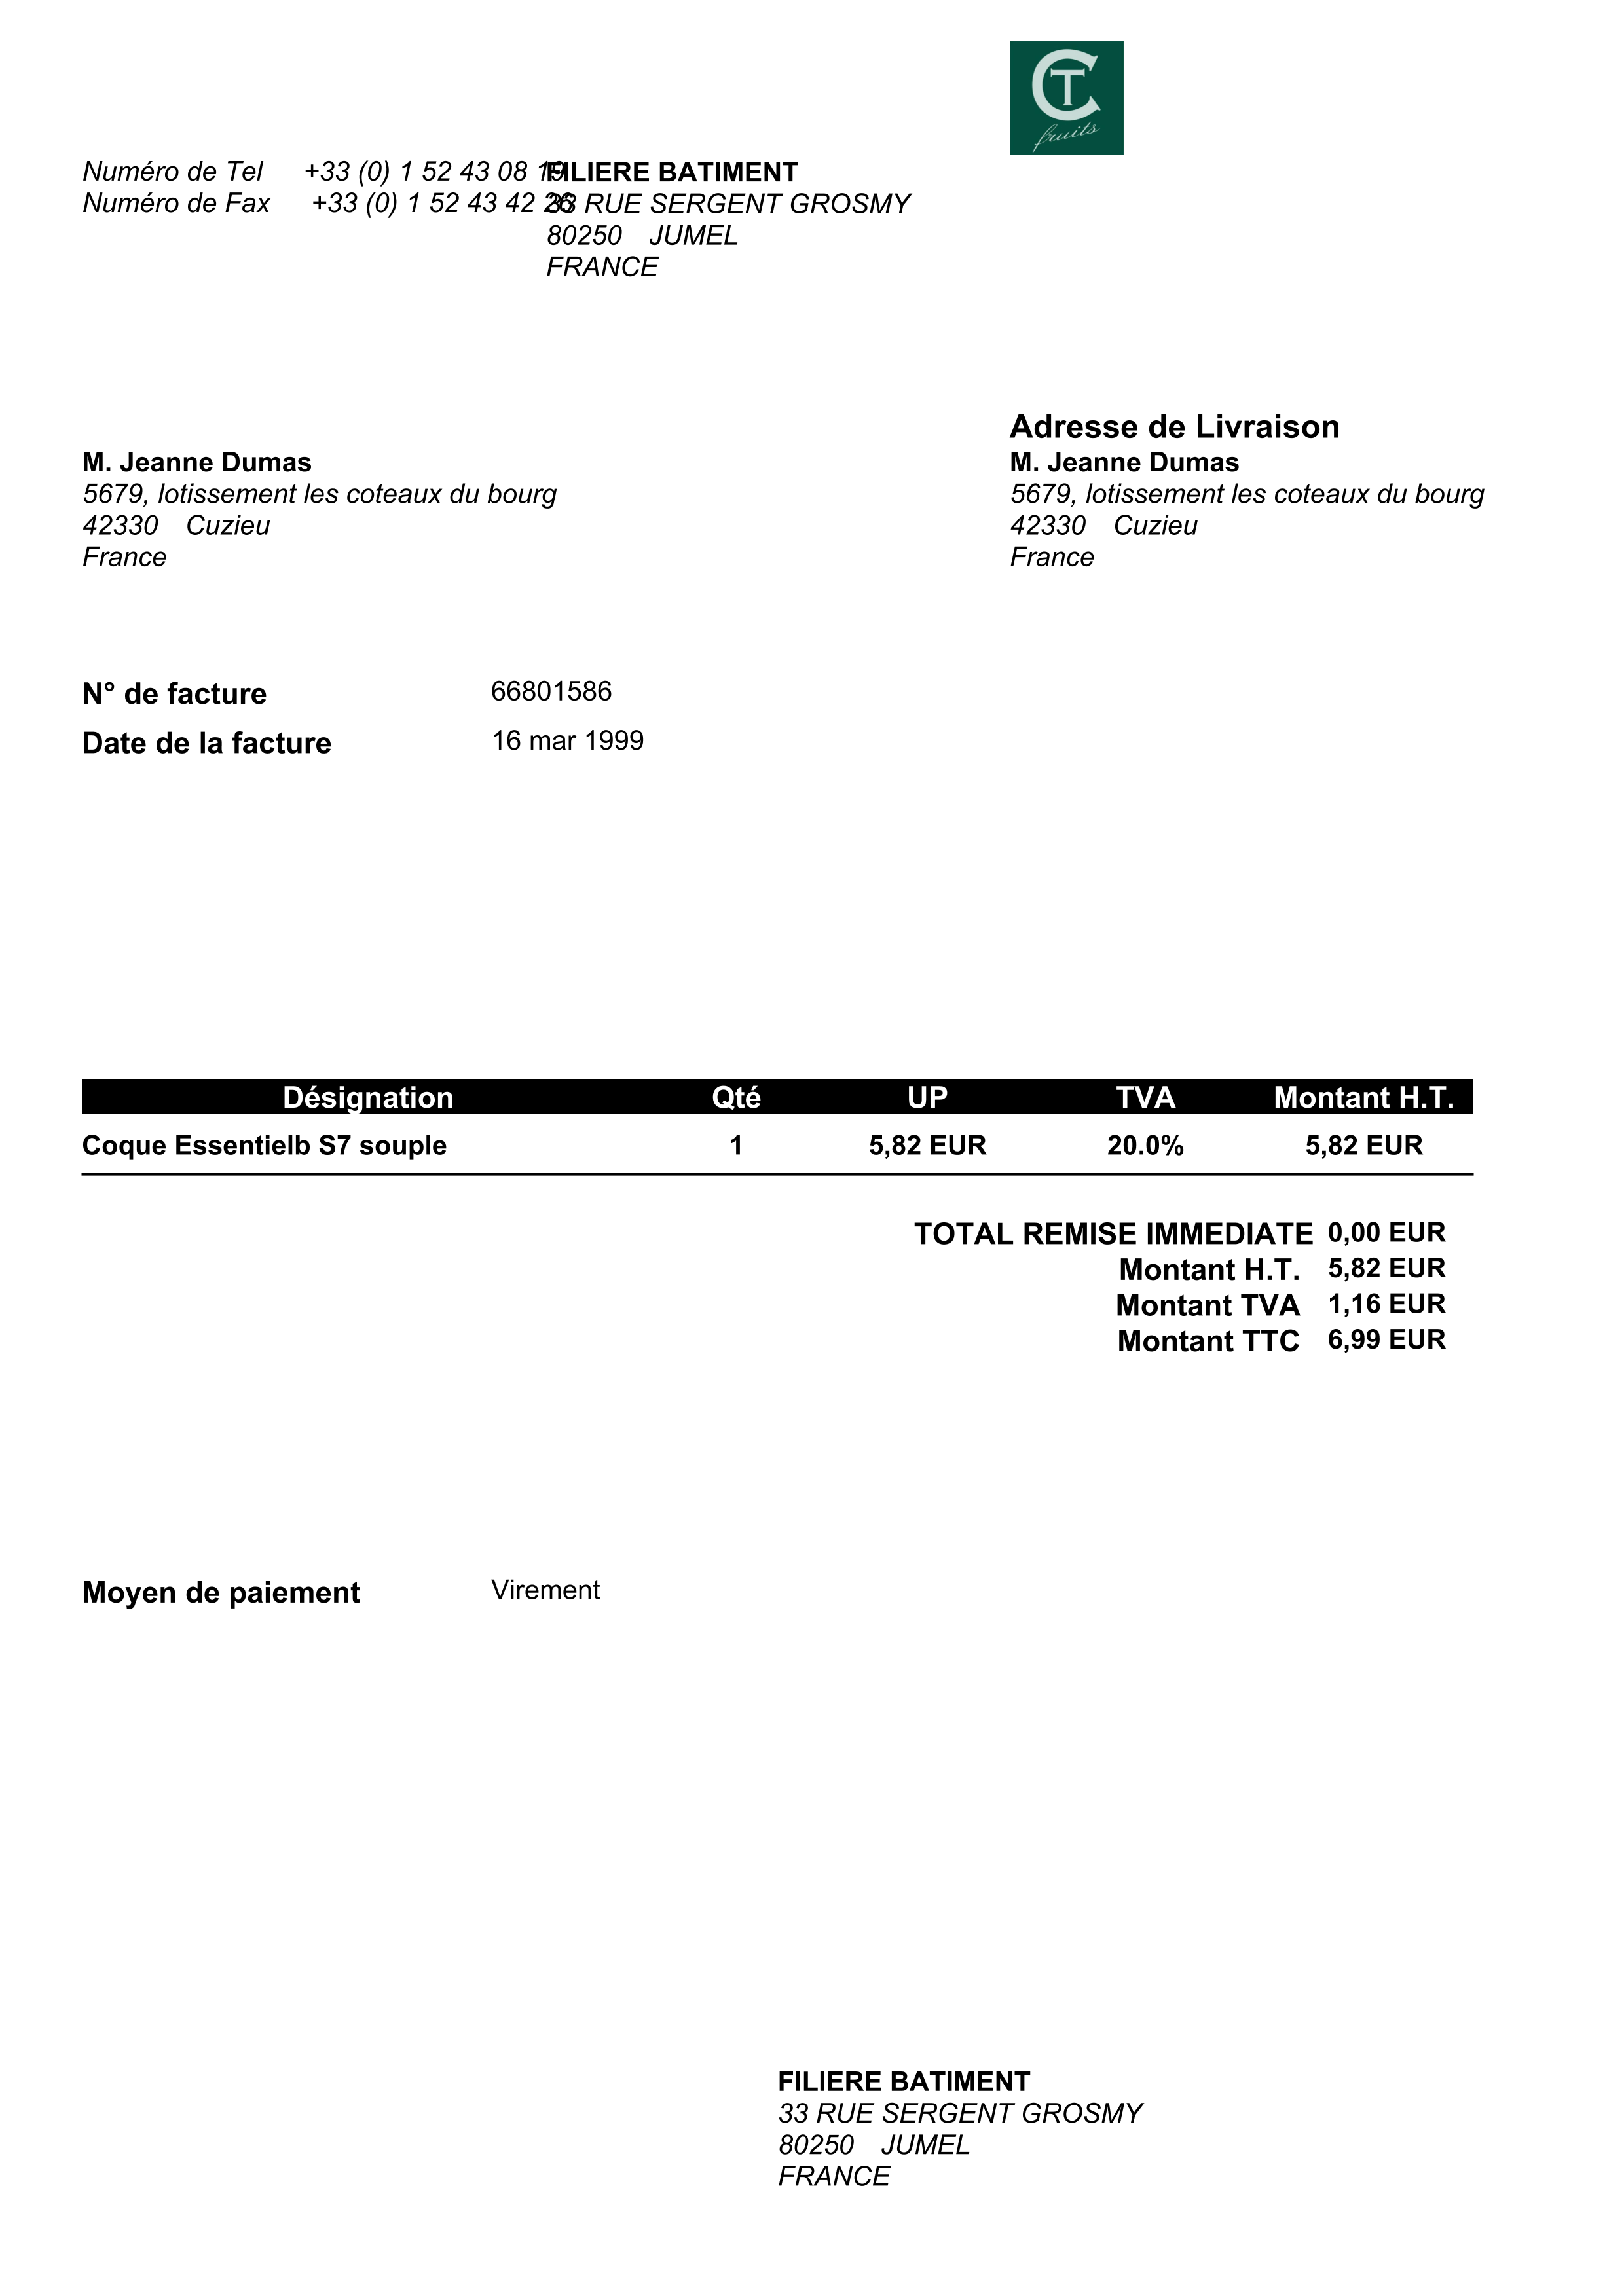 CT
fruits
Numéro de Tel +33 (0) 1 52 43 08 19
Numéro de Fax +33 (0) 1 52 43 42 26
FILIERE BATIMENT
33 RUE SERGENT GROSMY
80250 JUMEL
FRANCE
M. Jeanne Dumas
5679, lotissement les coteaux du bourg
42330 Cuzieu
France
Adresse de Livraison
M. Jeanne Dumas
5679, lotissement les coteaux du bourg
42330 Cuzieu
France
N° de facture 66801586
Date de la facture 16 mar 1999
Désignation Qté UP TVA Montant H.T.
Coque Essentielb S7 souple 1 5,82 EUR 20.0% 5,82 EUR
TOTAL REMISE IMMEDIATE 0,00 EUR
Montant H.T. 5,82 EUR
Montant TVA 1,16 EUR
Montant TTC 6,99 EUR
Moyen de paiement Virement
FILIERE BATIMENT
33 RUE SERGENT GROSMY
80250 JUMEL
FRANCE